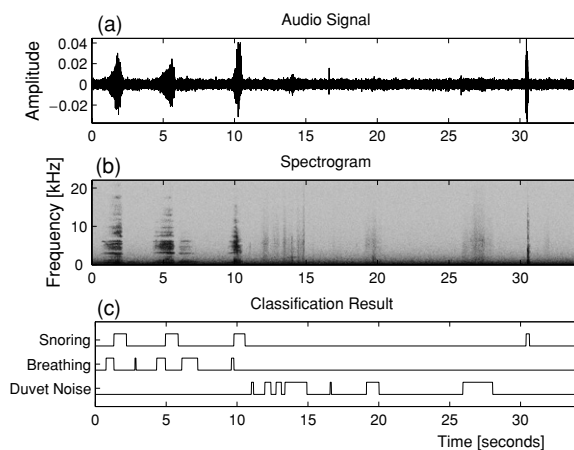 (a) Audio Signal
Amplitude
0.04
0.02
0
−0.02
0 5 10 15 20 25 30
(b) Spectrogram
Frequency [kHz]
20
10
0
0 5 10 15 20 25 30
(c) Classification Result
Snoring
Breathing
Duvet Noise
0 5 10 15 20 25 30
Time [seconds]